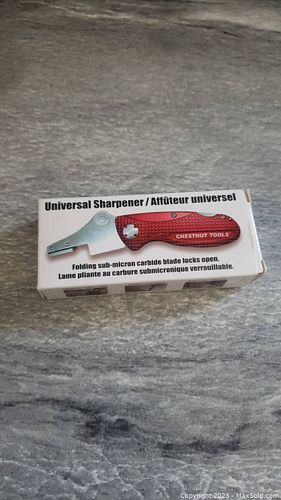 Universal Sharpener / Affûteur universel
CHESTNUT TOOLS
Folding sub-micron carbide blade locks open.
Lame pliante au carbure submicronique verrouillable.
Copyright 2023 - MaxSold.com